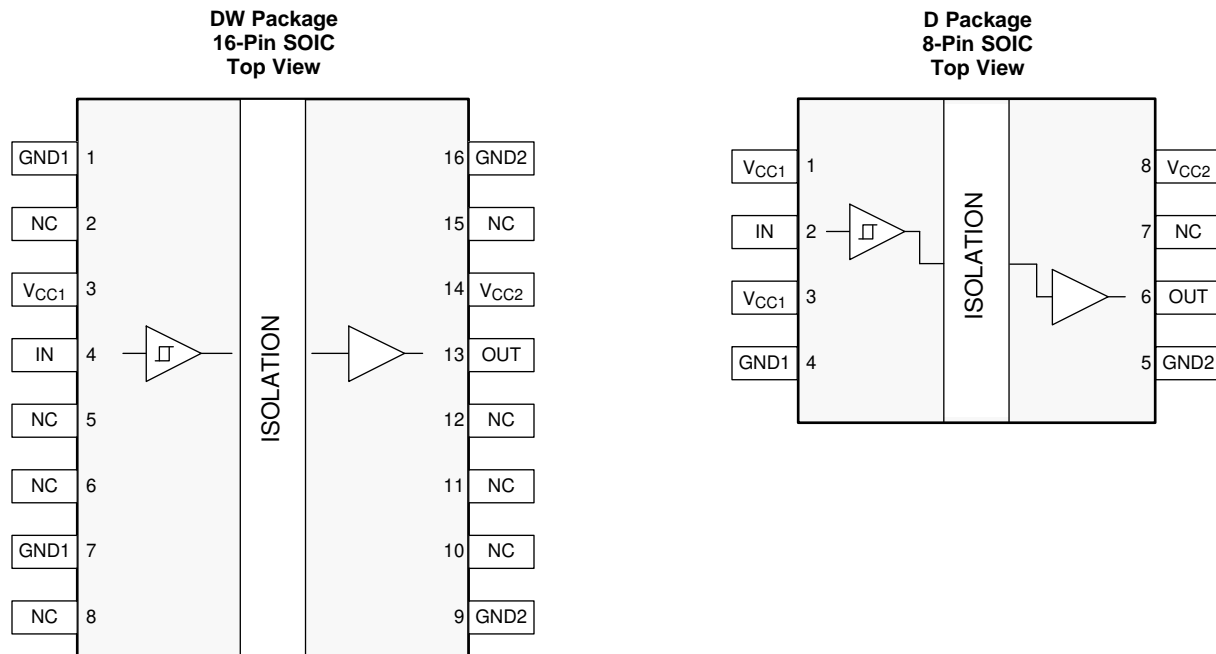 DW Package
16-Pin SOIC
Top View
GND1 1
NC 2
VCC1 3
IN 4
NC 5
NC 6
GND1 7
NC 8
ISOLATION
16 GND2
15 NC
14 VCC2
13 OUT
12 NC
11 NC
10 NC
9 GND2
D Package
8-Pin SOIC
Top View
VCC1 1
IN 2
VCC1 3
GND1 4
ISOLATION
8 VCC2
7 NC
6 OUT
5 GND2